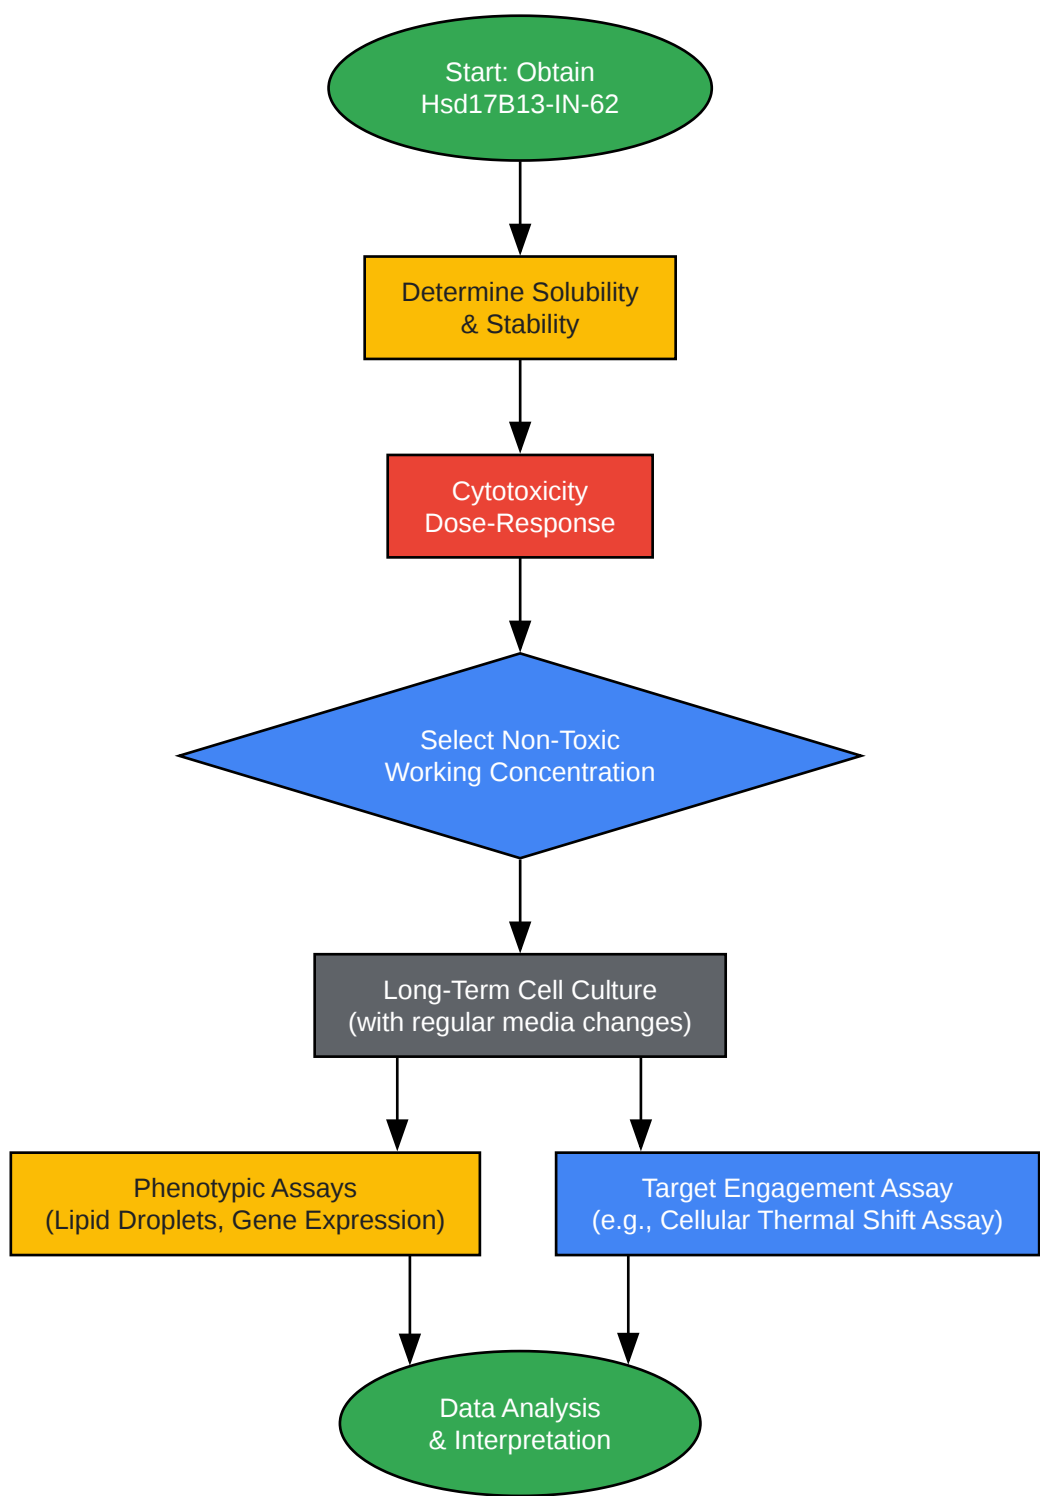 Start: Obtain
Hsd17B13-IN-62
Determine Solubility
& Stability
Cytotoxicity
Dose-Response
Select Non-Toxic
Working Concentration
Long-Term Cell Culture
(with regular media changes)
Phenotypic Assays
(Lipid Droplets, Gene Expression)
Target Engagement Assay
(e.g., Cellular Thermal Shift Assay)
Data Analysis
& Interpretation